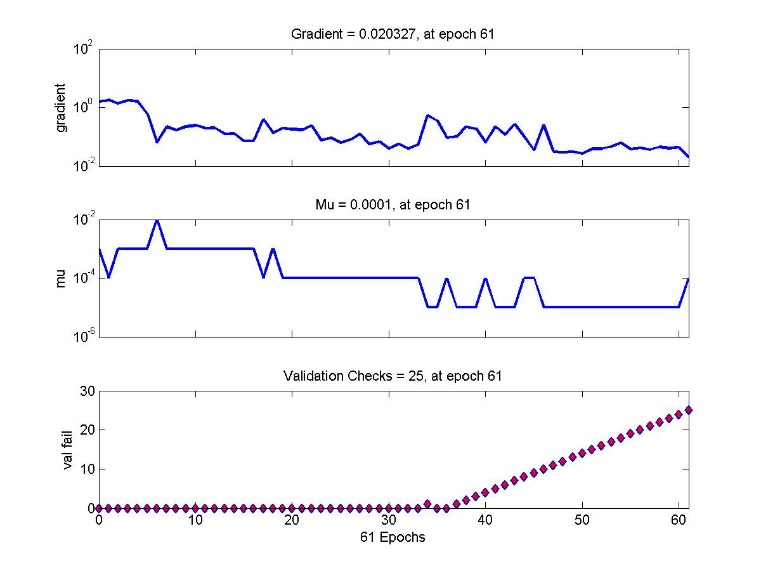 Gradient = 0.020327, at epoch 61
10^2
10^0
10^-2
gradient
Mu = 0.0001, at epoch 61
10^-2
10^-4
10^-6
mu
Validation Checks = 25, at epoch 61
30
20
10
0
val fail
0 10 20 30 40 50 60
61 Epochs